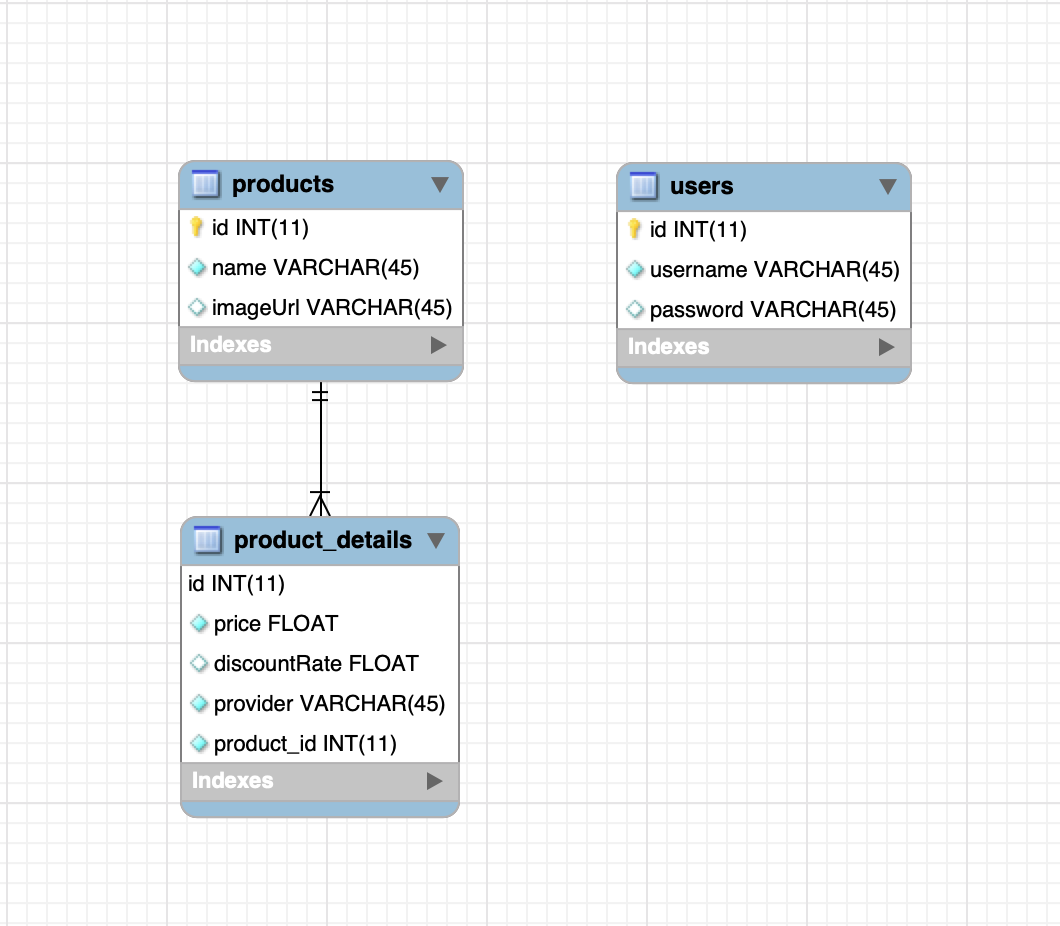 products
id INT(11)
name VARCHAR(45)
imageUrl VARCHAR(45)
Indexes
users
id INT(11)
username VARCHAR(45)
password VARCHAR(45)
Indexes
product_details
id INT(11)
price FLOAT
discountRate FLOAT
provider VARCHAR(45)
product_id INT(11)
Indexes